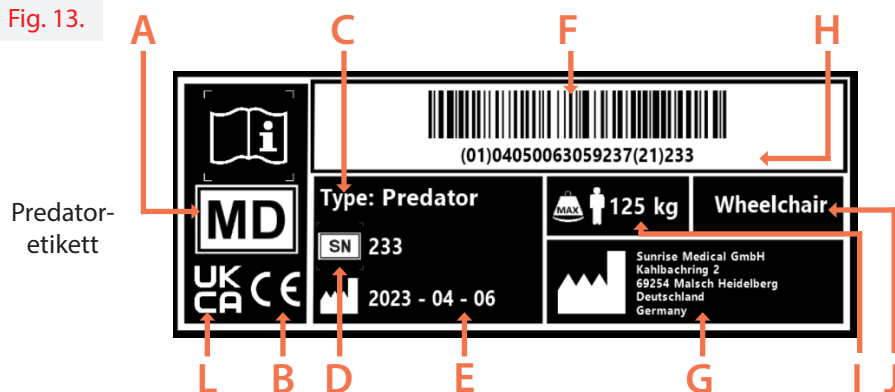 Fig. 13.
A
C
F
H
(01)04050063059237(21)233
Predator-
etikett
MD
Type: Predator
SN 233
2023 - 04 - 06
MAX 125 kg
Wheelchair
Sunrise Medical GmbH
Kahlbachring 2
69254 Malsch Heidelberg
Deutschland
Germany
UK
CA CE
L
B
D
E
G
I
J